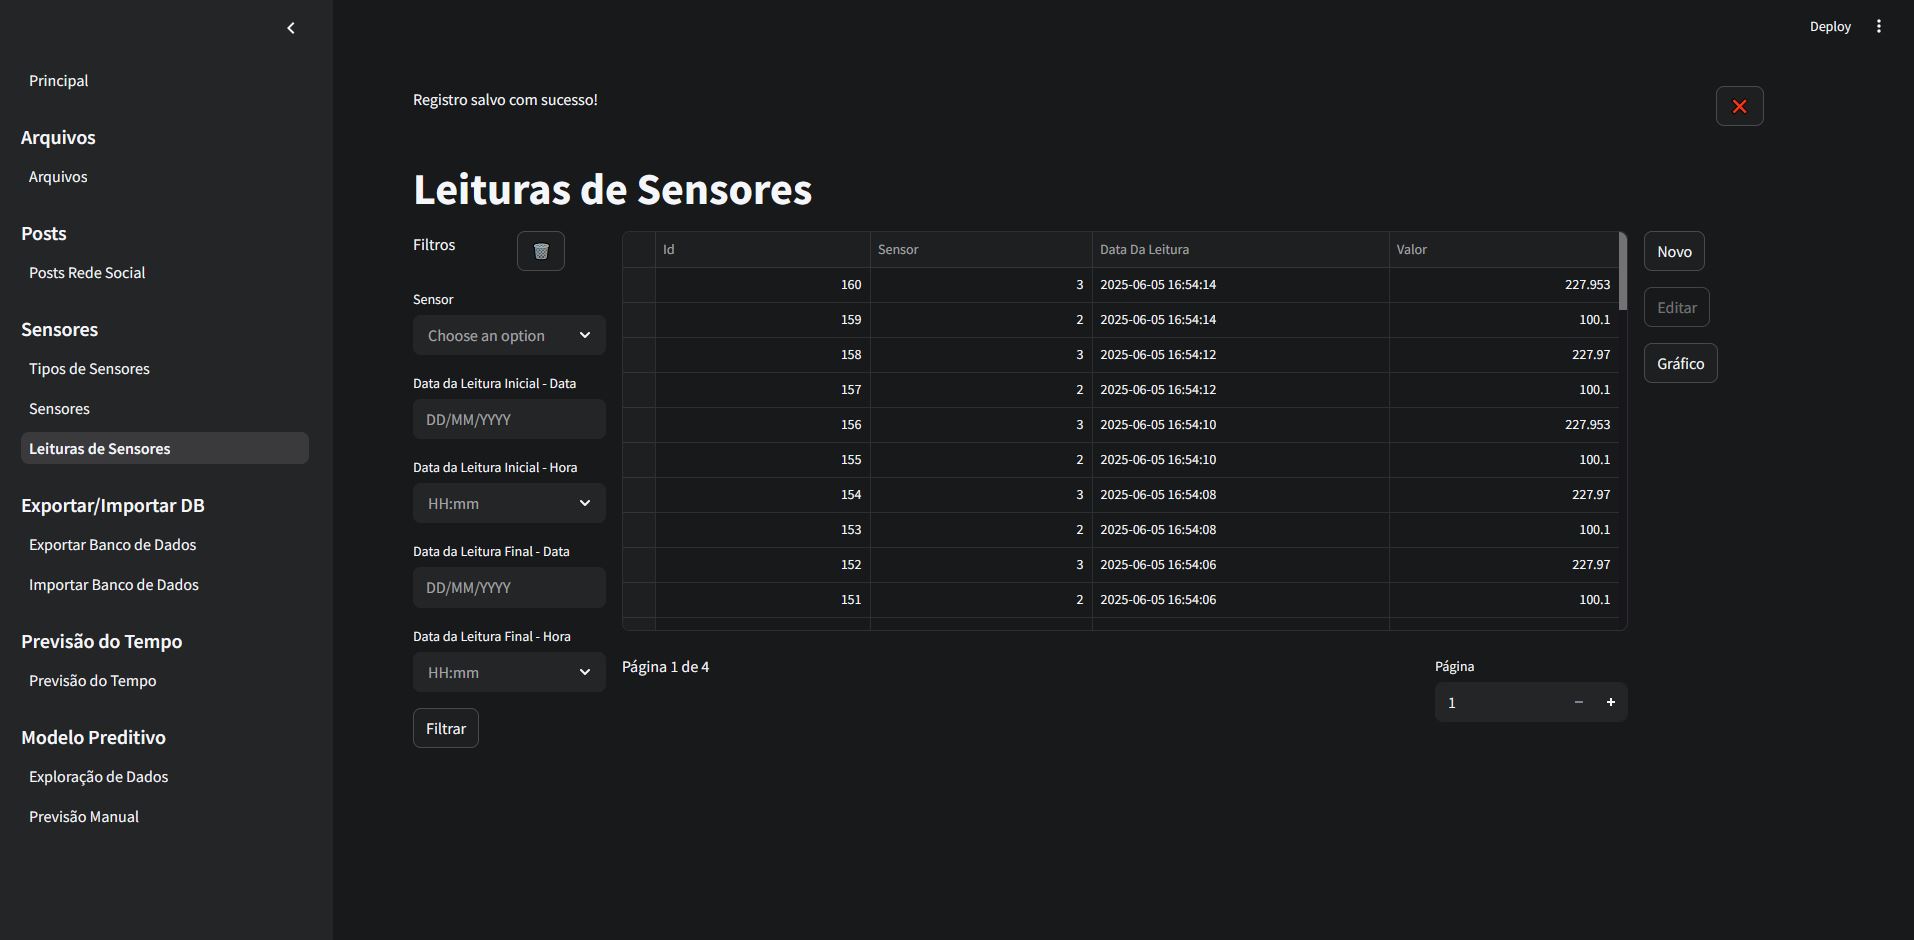 Deploy
Principal
Arquivos
Arquivos
Posts
Posts Rede Social
Sensores
Tipos de Sensores
Sensores
Leituras de Sensores
Exportar/Importar DB
Exportar Banco de Dados
Importar Banco de Dados
Previsão do Tempo
Previsão do Tempo
Modelo Preditivo
Exploração de Dados
Previsão Manual
Registro salvo com sucesso!
Leituras de Sensores
Filtros
Sensor
Choose an option
Data da Leitura Inicial - Data
DD/MM/YYYY
Data da Leitura Inicial - Hora
HH:mm
Data da Leitura Final - Data
DD/MM/YYYY
Data da Leitura Final - Hora
HH:mm
Filtrar
Id Sensor Data Da Leitura Valor
160 3 2025-06-05 16:54:14 227.953
159 2 2025-06-05 16:54:14 100.1
158 3 2025-06-05 16:54:12 227.97
157 2 2025-06-05 16:54:12 100.1
156 3 2025-06-05 16:54:10 227.953
155 2 2025-06-05 16:54:10 100.1
154 3 2025-06-05 16:54:08 227.97
153 2 2025-06-05 16:54:08 100.1
152 3 2025-06-05 16:54:06 227.97
151 2 2025-06-05 16:54:06 100.1
Página 1 de 4
Página
1
Novo
Editar
Gráfico